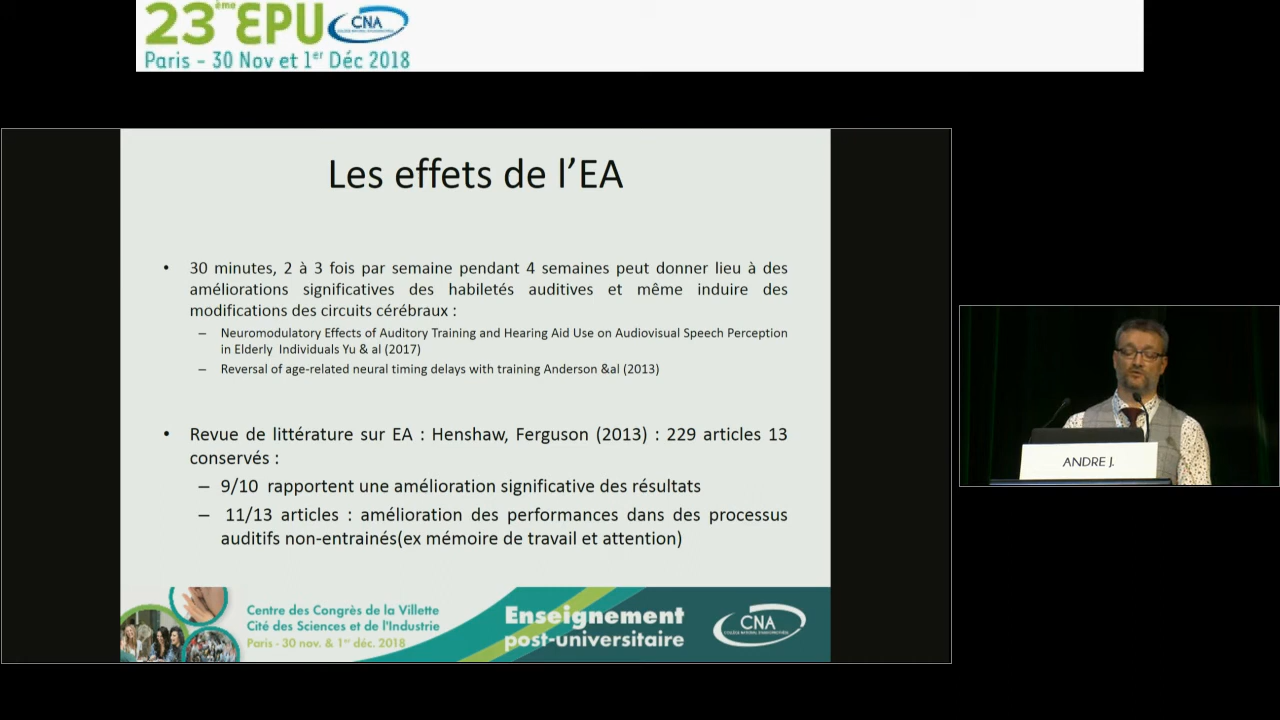 23ème EPU
CNA
Paris - 30 Nov et 1er Déc 2018
Les effets de l'EA
• 30 minutes, 2 à 3 fois par semaine pendant 4 semaines peut donner lieu à des
améliorations significatives des habiletés auditives et même induire des
modifications des circuits cérébraux :
– Neuromodulatory Effects of Auditory Training and Hearing Aid Use on Audiovisual Speech Perception
in Elderly Individuals Yu & al (2017)
– Reversal of age-related neural timing delays with training Anderson &al (2013)
• Revue de littérature sur EA : Henshaw, Ferguson (2013) : 229 articles 13
conservés :
– 9/10 rapportent une amélioration significative des résultats
– 11/13 articles : amélioration des performances dans des processus
auditifs non-entrainés(ex mémoire de travail et attention)
ANDRE J.
Centre des Congrès de la Villette
Cité des Sciences et de l'Industrie
Paris - 30 nov. & 1er déc. 2018
Enseignement
post-universitaire
CNA